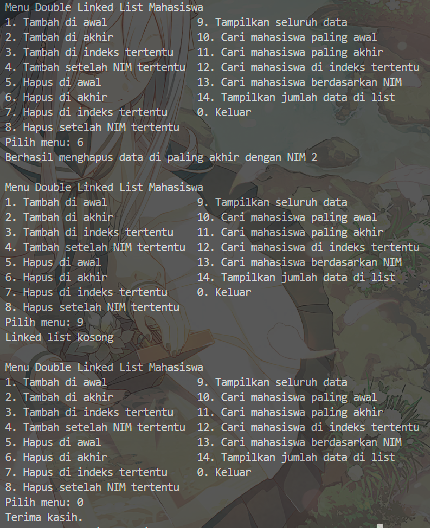 Menu Double Linked List Mahasiswa
1. Tambah di awal 9. Tampilkan seluruh data
2. Tambah di akhir 10. Cari mahasiswa paling awal
3. Tambah di indeks tertentu 11. Cari mahasiswa paling akhir
4. Tambah setelah NIM tertentu 12. Cari mahasiswa di indeks tertentu
5. Hapus di awal 13. Cari mahasiswa berdasarkan NIM
6. Hapus di akhir 14. Tampilkan jumlah data di list
7. Hapus di indeks tertentu 0. Keluar
8. Hapus setelah NIM tertentu
Pilih menu: 6
Berhasil menghapus data di paling akhir dengan NIM 2
Menu Double Linked List Mahasiswa
1. Tambah di awal 9. Tampilkan seluruh data
2. Tambah di akhir 10. Cari mahasiswa paling awal
3. Tambah di indeks tertentu 11. Cari mahasiswa paling akhir
4. Tambah setelah NIM tertentu 12. Cari mahasiswa di indeks tertentu
5. Hapus di awal 13. Cari mahasiswa berdasarkan NIM
6. Hapus di akhir 14. Tampilkan jumlah data di list
7. Hapus di indeks tertentu 0. Keluar
8. Hapus setelah NIM tertentu
Pilih menu: 9
Linked list kosong
Menu Double Linked List Mahasiswa
1. Tambah di awal 9. Tampilkan seluruh data
2. Tambah di akhir 10. Cari mahasiswa paling awal
3. Tambah di indeks tertentu 11. Cari mahasiswa paling akhir
4. Tambah setelah NIM tertentu 12. Cari mahasiswa di indeks tertentu
5. Hapus di awal 13. Cari mahasiswa berdasarkan NIM
6. Hapus di akhir 14. Tampilkan jumlah data di list
7. Hapus di indeks tertentu 0. Keluar
8. Hapus setelah NIM tertentu
Pilih menu: 0
Terima kasih.